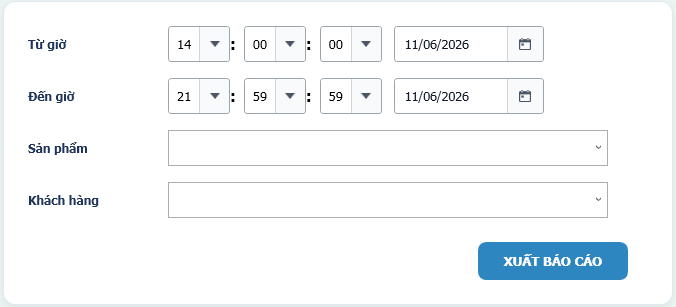 Từ giờ 14 : 00 : 00 11/06/2026
Đến giờ 21 : 59 : 59 11/06/2026
Sản phẩm
Khách hàng
XUẤT BÁO CÁO